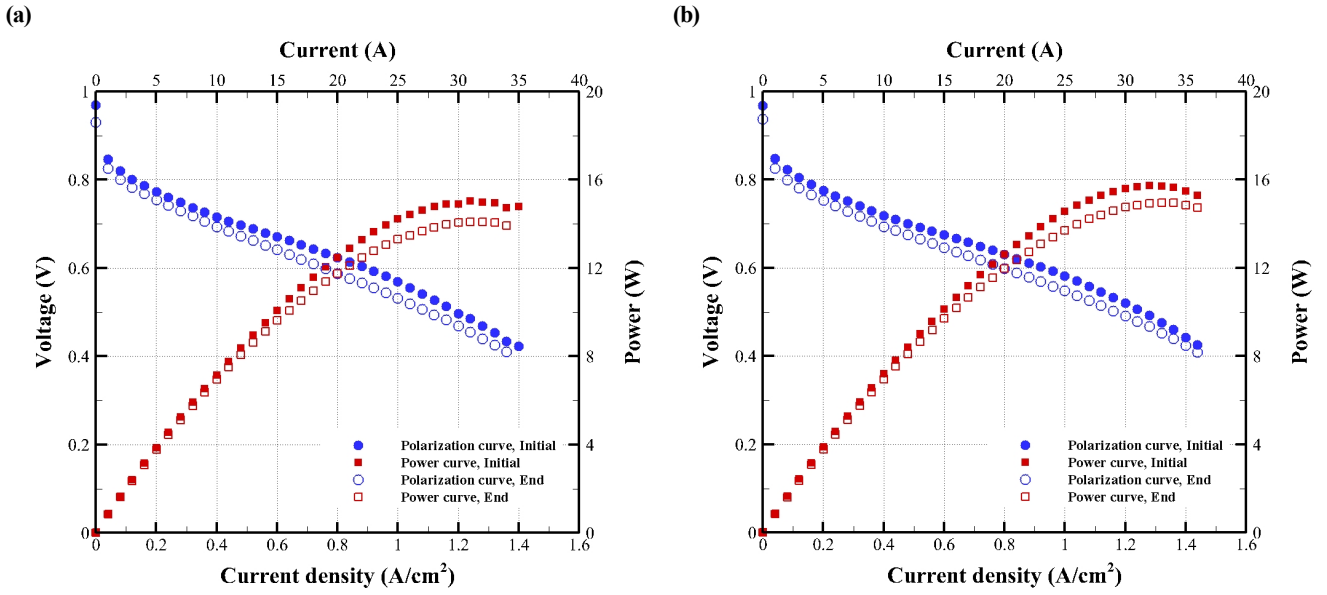 (a)
Current (A)
0 5 10 15 20 25 30 35 40
1 20
0.8 16
0.6 12
0.4 8
0.2 4
0 0
Voltage (V)
Power (W)
Polarization curve, Initial
Power curve, Initial
Polarization curve, End
Power curve, End
0 0.2 0.4 0.6 0.8 1 1.2 1.4 1.6
Current density (A/cm²)
(b)
Current (A)
0 5 10 15 20 25 30 35 40
1 20
0.8 16
0.6 12
0.4 8
0.2 4
0 0
Voltage (V)
Power (W)
Polarization curve, Initial
Power curve, Initial
Polarization curve, End
Power curve, End
0 0.2 0.4 0.6 0.8 1 1.2 1.4 1.6
Current density (A/cm²)